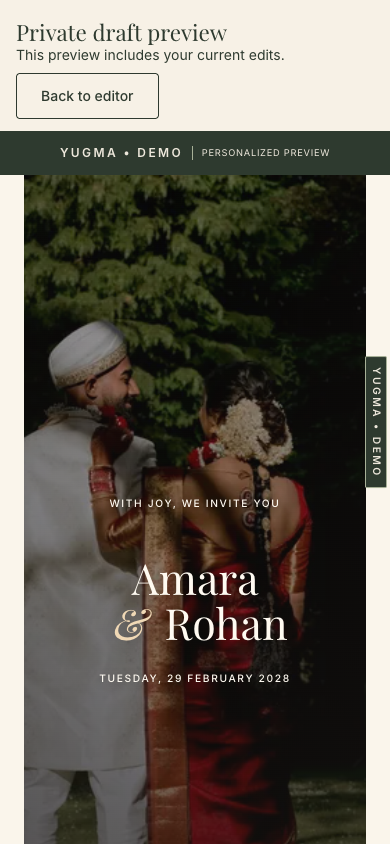 Private draft preview
This preview includes your current edits.
Back to editor
YUGMA • DEMO | PERSONALIZED PREVIEW
YUGMA • DEMO
WITH JOY, WE INVITE YOU
Amara
& Rohan
TUESDAY, 29 FEBRUARY 2028